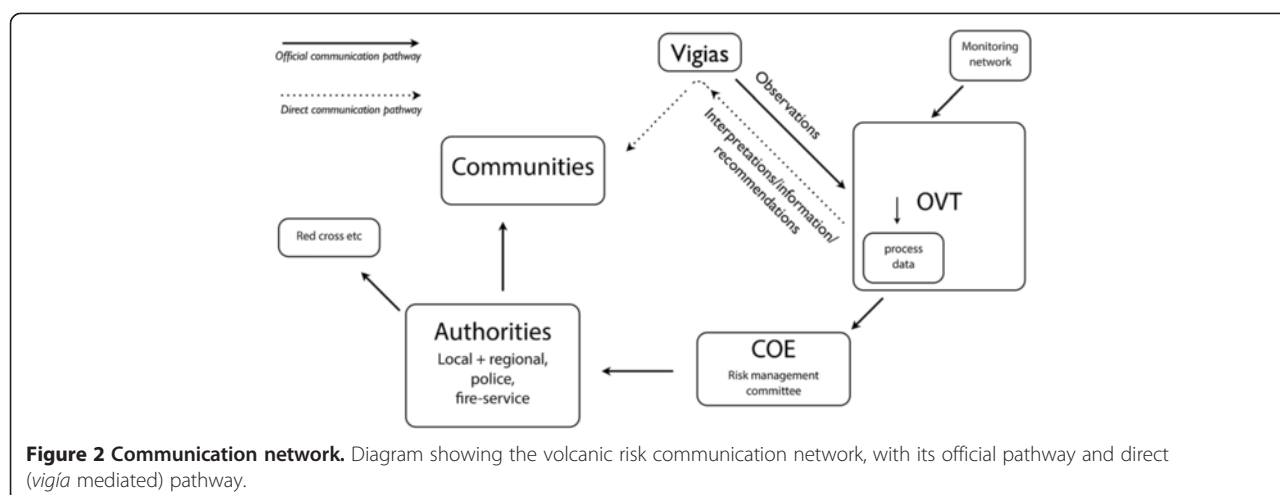 Official communication pathway
Direct communication pathway
Vigias
Monitoring
network
Observations
Interpretations/information/
recommendations
Communities
OVT
process
data
Red cross etc
Authorities
Local + regional,
police,
fire-service
COE
Risk management
committee
Figure 2 Communication network. Diagram showing the volcanic risk communication network, with its official pathway and direct
(vigía mediated) pathway.